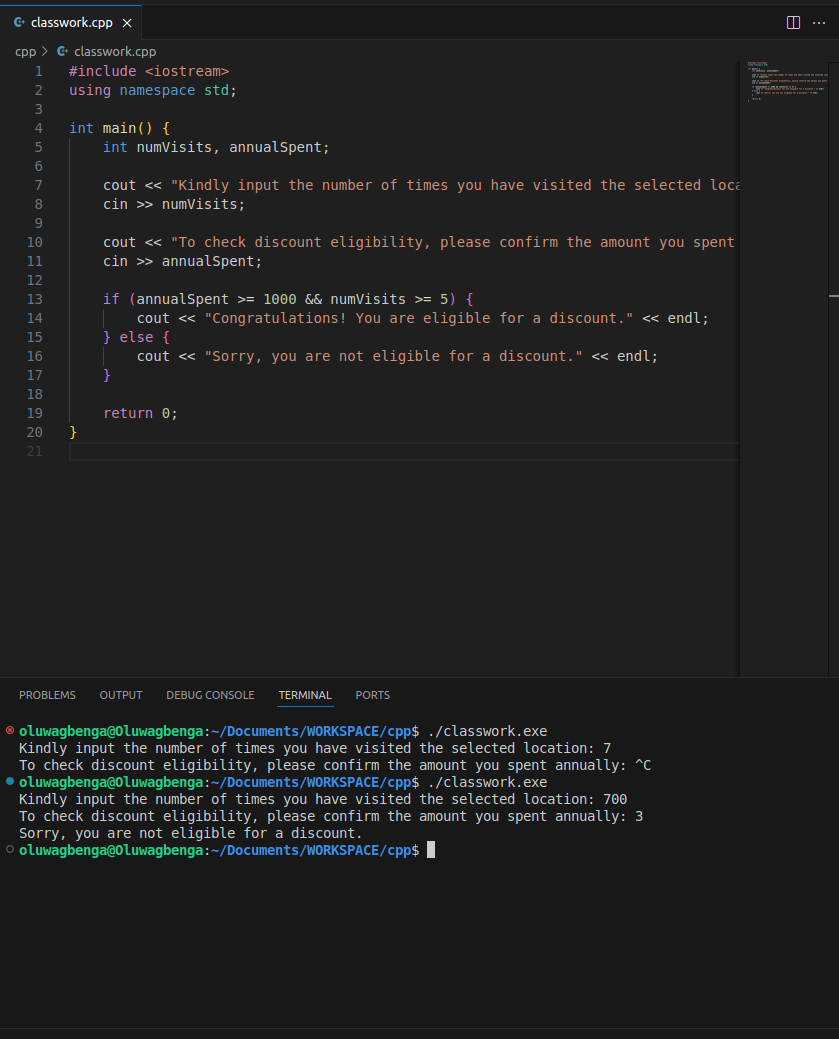 classwork.cpp
cpp > classwork.cpp
1 #include <iostream>
2 using namespace std;
3
4 int main() {
5     int numVisits, annualSpent;
6
7     cout << "Kindly input the number of times you have visited the selected loca
8     cin >> numVisits;
9
10     cout << "To check discount eligibility, please confirm the amount you spent
11     cin >> annualSpent;
12
13     if (annualSpent >= 1000 && numVisits >= 5) {
14         cout << "Congratulations! You are eligible for a discount." << endl;
15     } else {
16         cout << "Sorry, you are not eligible for a discount." << endl;
17     }
18
19     return 0;
20 }
21
PROBLEMS OUTPUT DEBUG CONSOLE TERMINAL PORTS
oluwagbenga@Oluwagbenga:~/Documents/WORKSPACE/cpp$ ./classwork.exe
Kindly input the number of times you have visited the selected location: 7
To check discount eligibility, please confirm the amount you spent annually: ^C
oluwagbenga@Oluwagbenga:~/Documents/WORKSPACE/cpp$ ./classwork.exe
Kindly input the number of times you have visited the selected location: 700
To check discount eligibility, please confirm the amount you spent annually: 3
Sorry, you are not eligible for a discount.
oluwagbenga@Oluwagbenga:~/Documents/WORKSPACE/cpp$